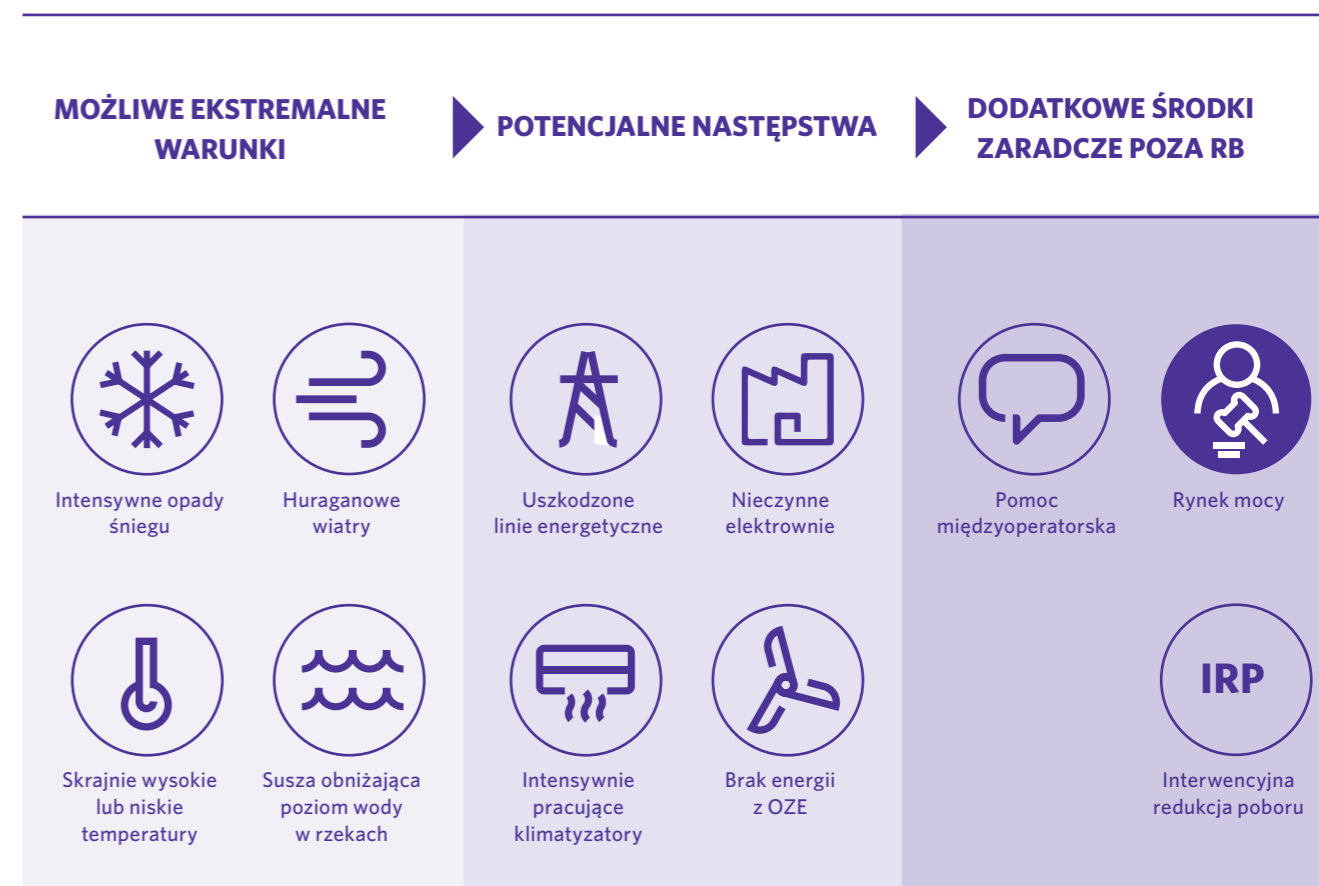 MOŻLIWE EKSTREMALNE
WARUNKI
POTENCJALNE NASTĘPSTWA
DODATKOWE ŚRODKI
ZARADCZE POZA RB
Intensywne opady
śniegu
Huraganowe
wiatry
Uszkodzone
linie energetyczne
Nieczynne
elektrownie
Pomoc
międzyoperatorska
Rynek mocy
Skrajnie wysokie
lub niskie
temperatury
Susza obniżająca
poziom wody
w rzekach
Intensywnie
pracujące
klimatyzatory
Brak energii
z OZE
IRP
Interwencyjna
redukcja poboru